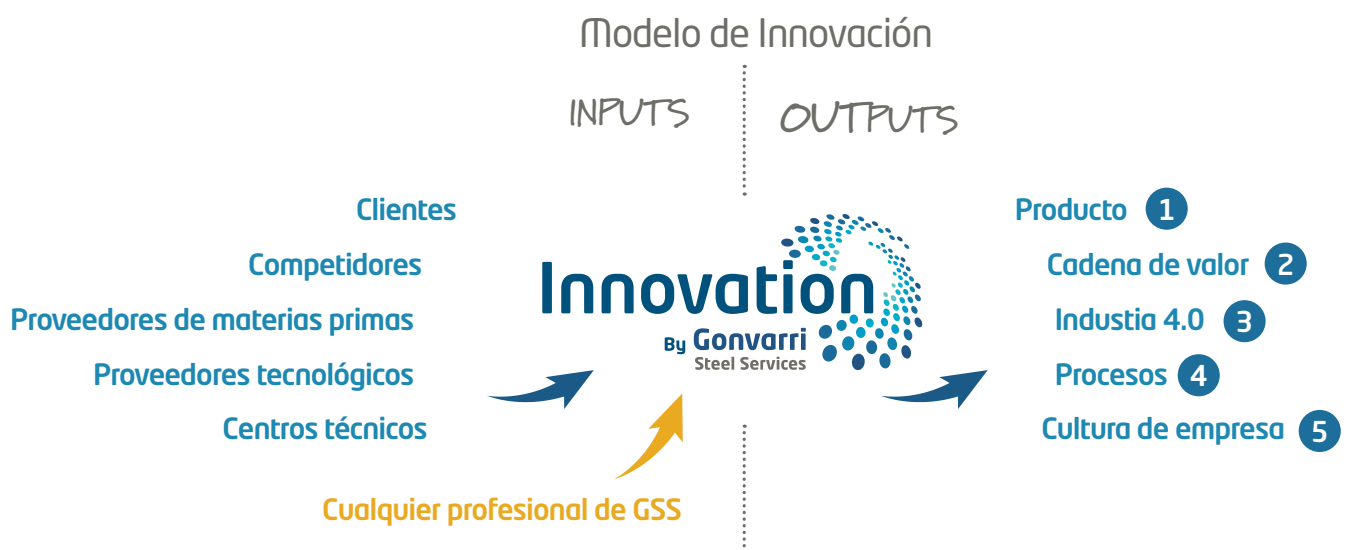 Modelo de Innovación
INPUTS
OUTPUTS
Clientes
Competidores
Proveedores de materias primas
Proveedores tecnológicos
Centros técnicos
Cualquier profesional de GSS
Innovation
By Gonvarri
Steel Services
Producto 1
Cadena de valor 2
Industia 4.0 3
Procesos 4
Cultura de empresa 5